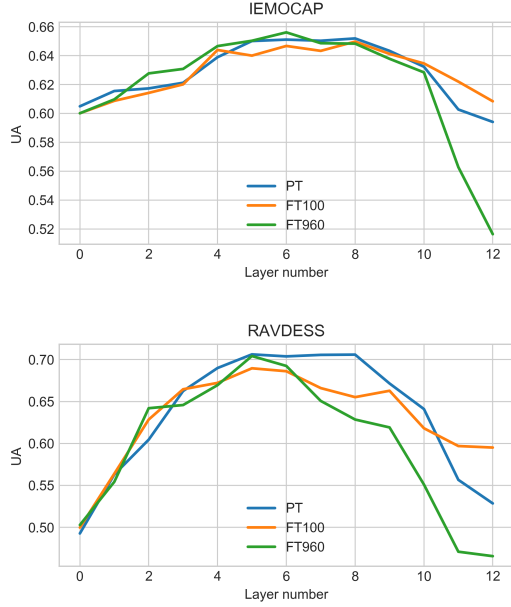 IEMOCAP
0.66
0.64
0.62
0.60
0.58
0.56
0.54
0.52
UA
PT
FT100
FT960
0 2 4 6 8 10 12
Layer number
RAVDESS
0.70
0.65
0.60
0.55
0.50
UA
PT
FT100
FT960
0 2 4 6 8 10 12
Layer number